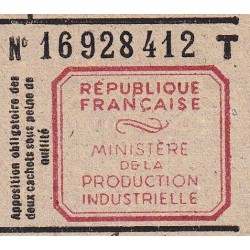 N° 16928412 T
RÉPUBLIQUE
FRANÇAISE
MINISTÈRE
DE LA
PRODUCTION
INDUSTRIELLE
Apposition obligatoire des
deux cachets sous peine de
nullité